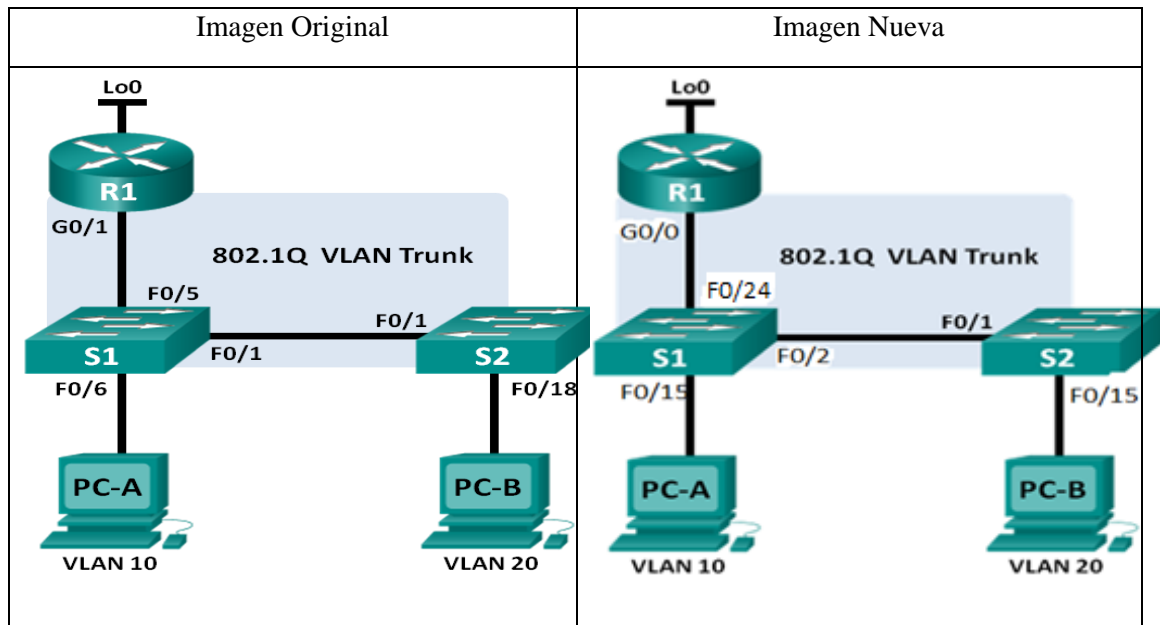 Imagen Original
Lo0
R1
G0/1
802.1Q VLAN Trunk
F0/5
F0/1
S1
F0/1
S2
F0/6
F0/18
PC-A
PC-B
VLAN 10
VLAN 20
Imagen Nueva
Lo0
R1
G0/0
802.1Q VLAN Trunk
F0/24
F0/1
S1
F0/2
S2
F0/15
F0/15
PC-A
PC-B
VLAN 10
VLAN 20